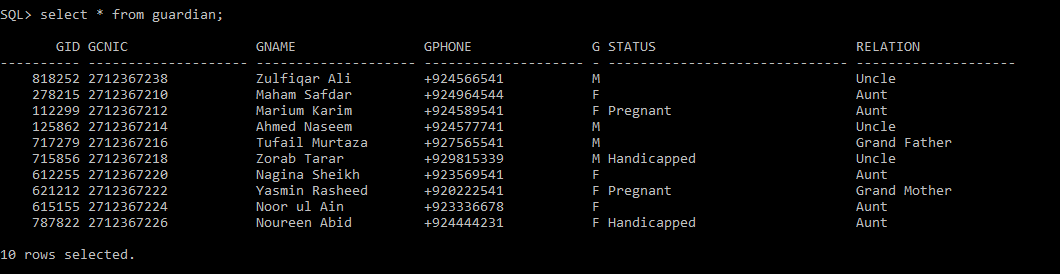 SQL> select * from guardian;
GID GCNIC GNAME GPHONE G STATUS RELATION
---------- -------------------- -------------------- -------------------- - ------------------------------ --------------------
818252 2712367238 Zulfiqar Ali +924566541 M Uncle
278215 2712367210 Maham Safdar +924964544 F Aunt
112299 2712367212 Marium Karim +924589541 F Pregnant Aunt
125862 2712367214 Ahmed Naseem +924577741 M Uncle
717279 2712367216 Tufail Murtaza +927565541 M Grand Father
715856 2712367218 Zorab Tarar +929815339 M Handicapped Uncle
612255 2712367220 Nagina Sheikh +923569541 F Aunt
621212 2712367222 Yasmin Rasheed +920222541 F Pregnant Grand Mother
615155 2712367224 Noor ul Ain +923336678 F Aunt
787822 2712367226 Noureen Abid +924444231 F Handicapped Aunt
10 rows selected.